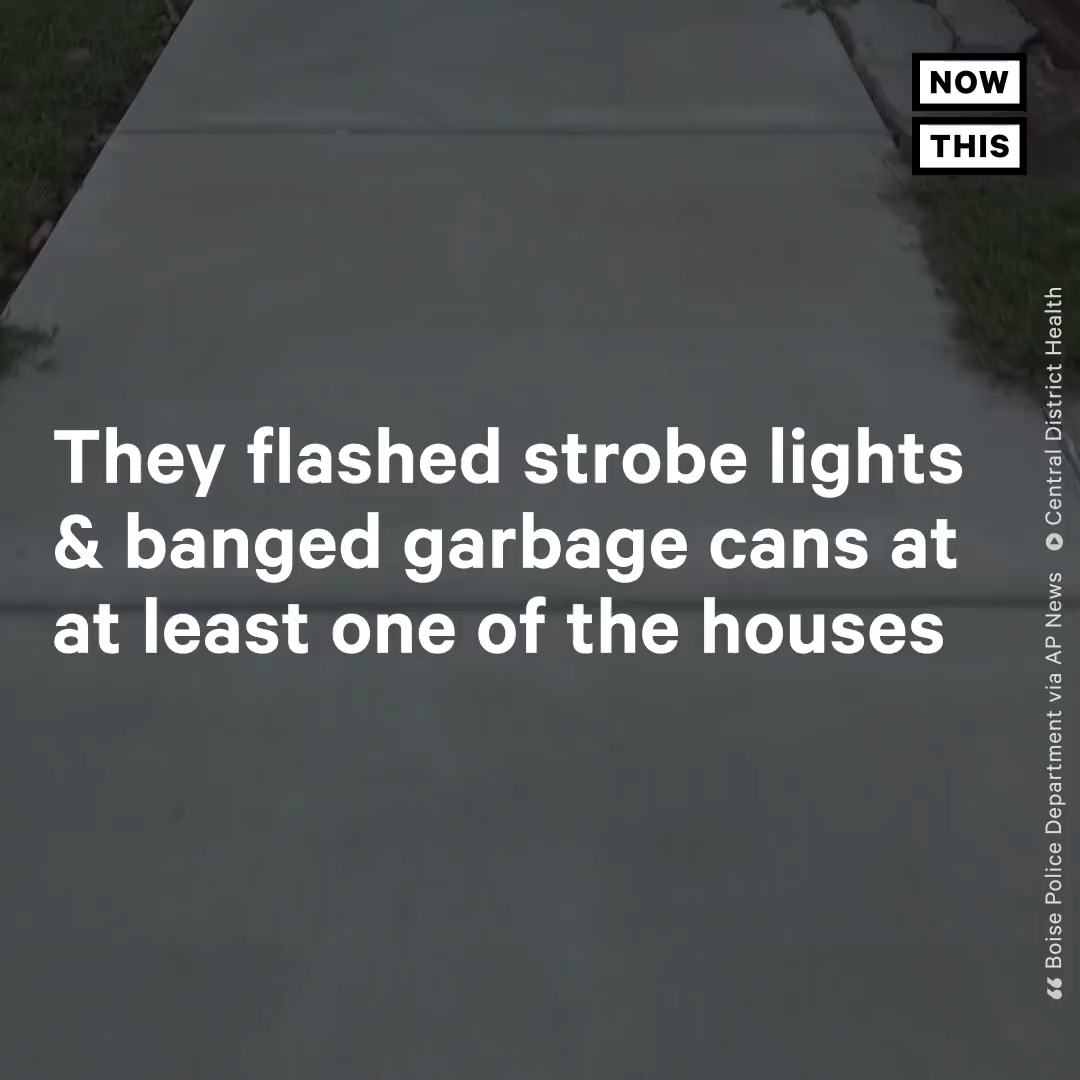 NOW
THIS
They flashed strobe lights
& banged garbage cans at
at least one of the houses
❝ Boise Police Department via AP News ▶ Central District Health